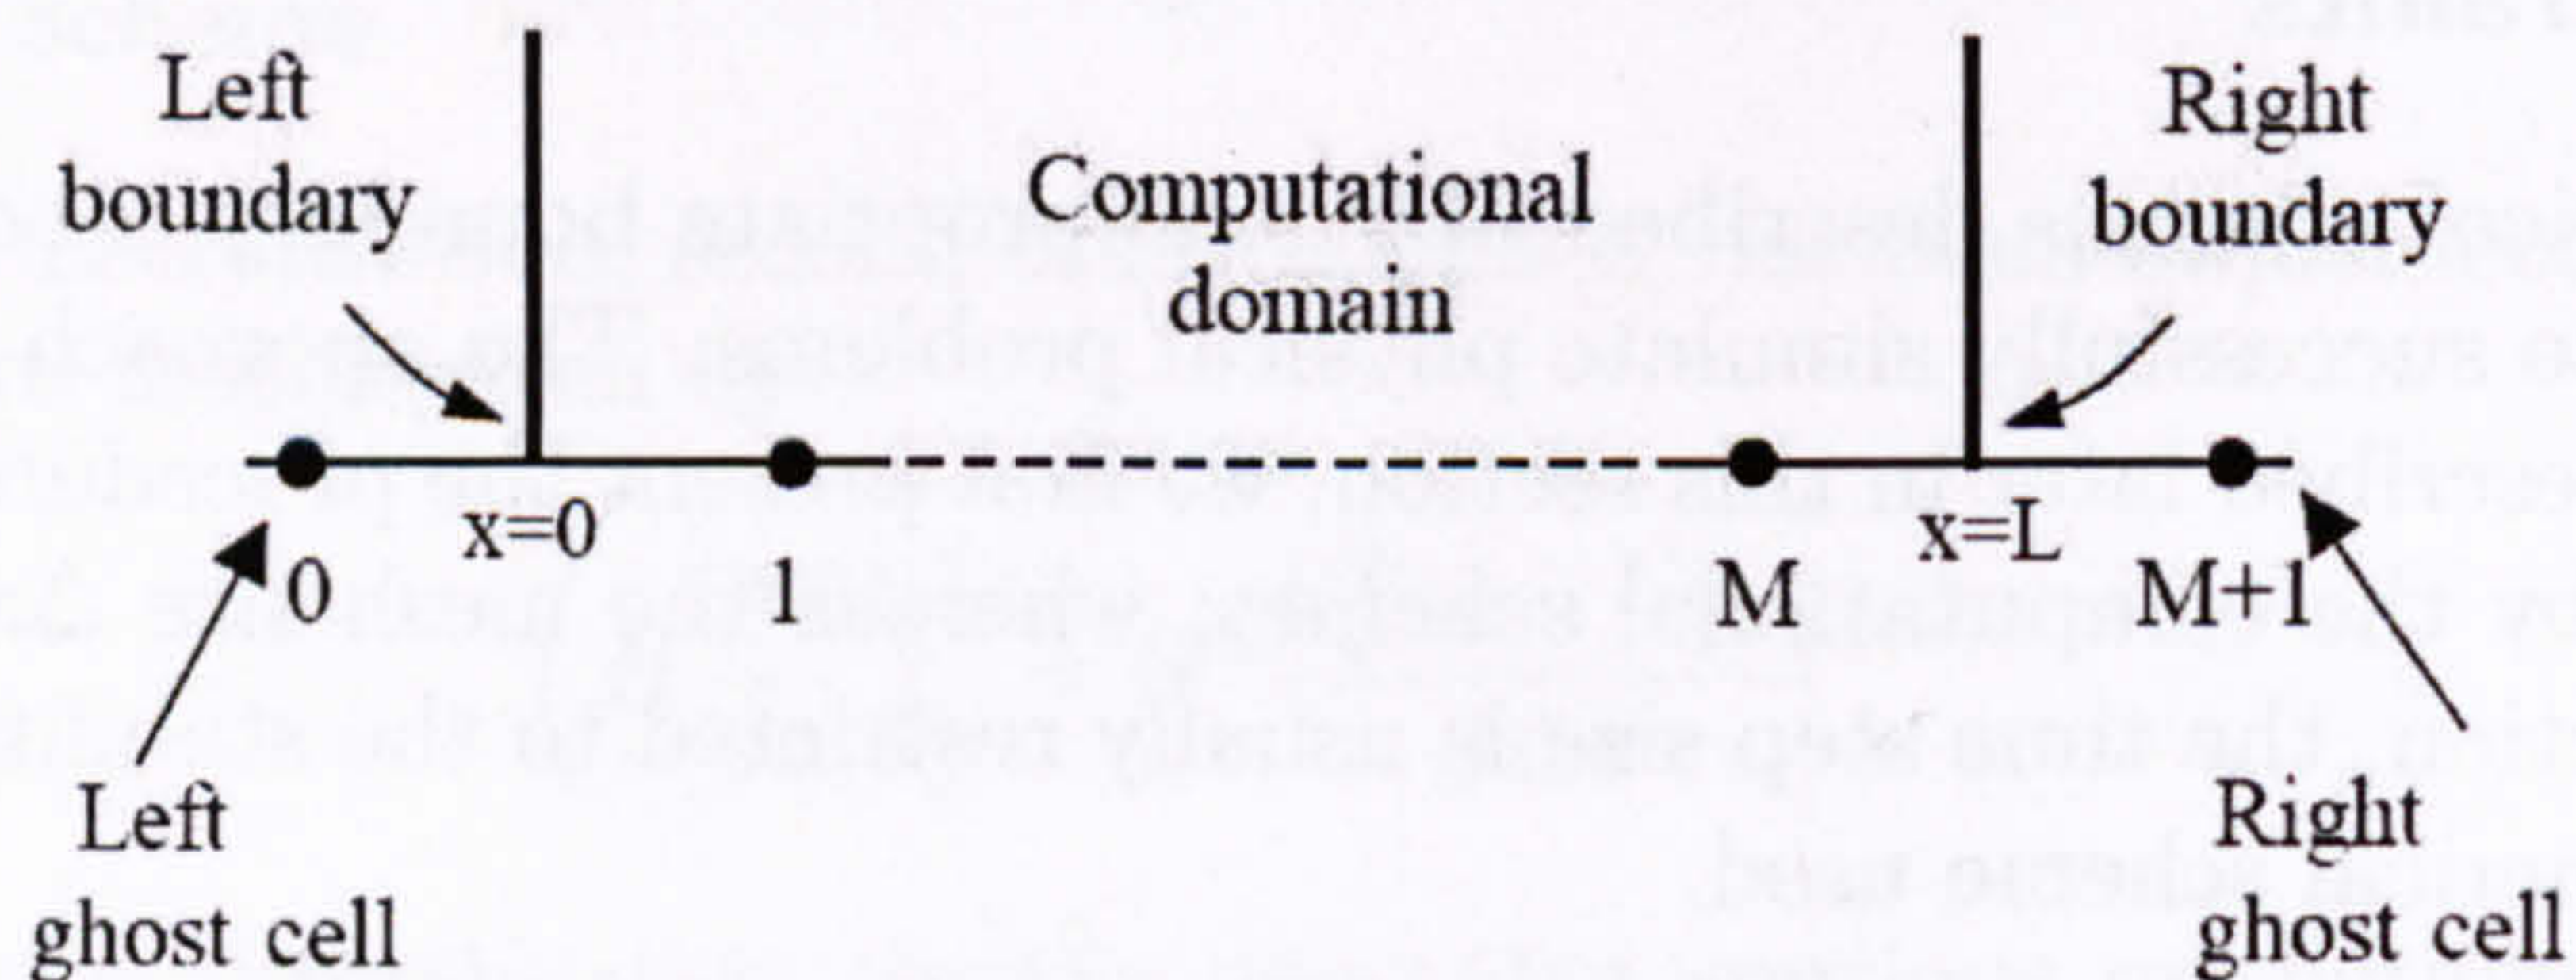 Left
boundary
Computational
domain
Right
boundary
x=0
x=L
0
1
M
M+1
Left
ghost cell
Right
ghost cell